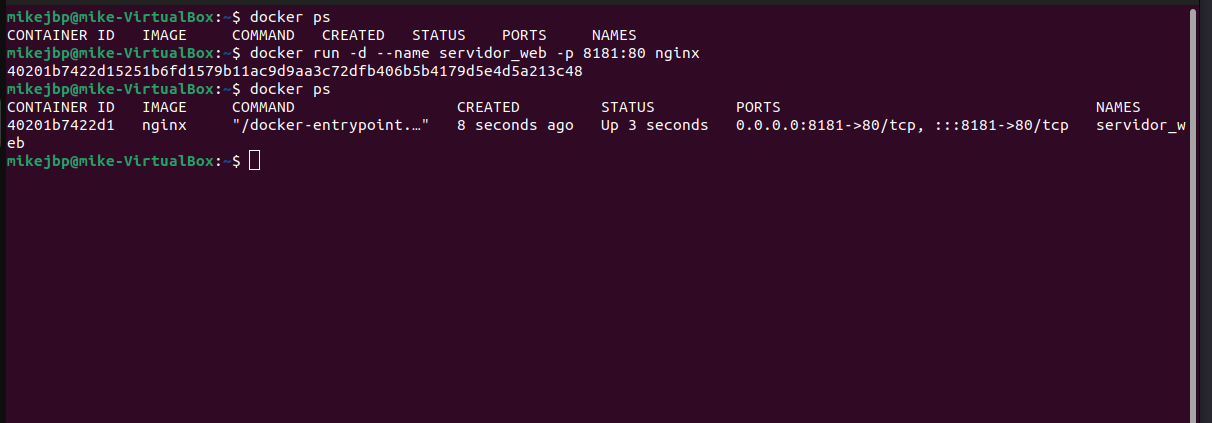 mikejbp@mike-VirtualBox:~$ docker ps
CONTAINER ID   IMAGE     COMMAND   CREATED   STATUS    PORTS     NAMES
mikejbp@mike-VirtualBox:~$ docker run -d --name servidor_web -p 8181:80 nginx
40201b7422d15251b6fd1579b11ac9d9aa3c72dfb406b5b4179d5e4d5a213c48
mikejbp@mike-VirtualBox:~$ docker ps
CONTAINER ID   IMAGE     COMMAND                  CREATED         STATUS         PORTS                                   NAMES
40201b7422d1   nginx     "/docker-entrypoint.…"   8 seconds ago   Up 3 seconds   0.0.0.0:8181->80/tcp, :::8181->80/tcp   servidor_w
eb
mikejbp@mike-VirtualBox:~$